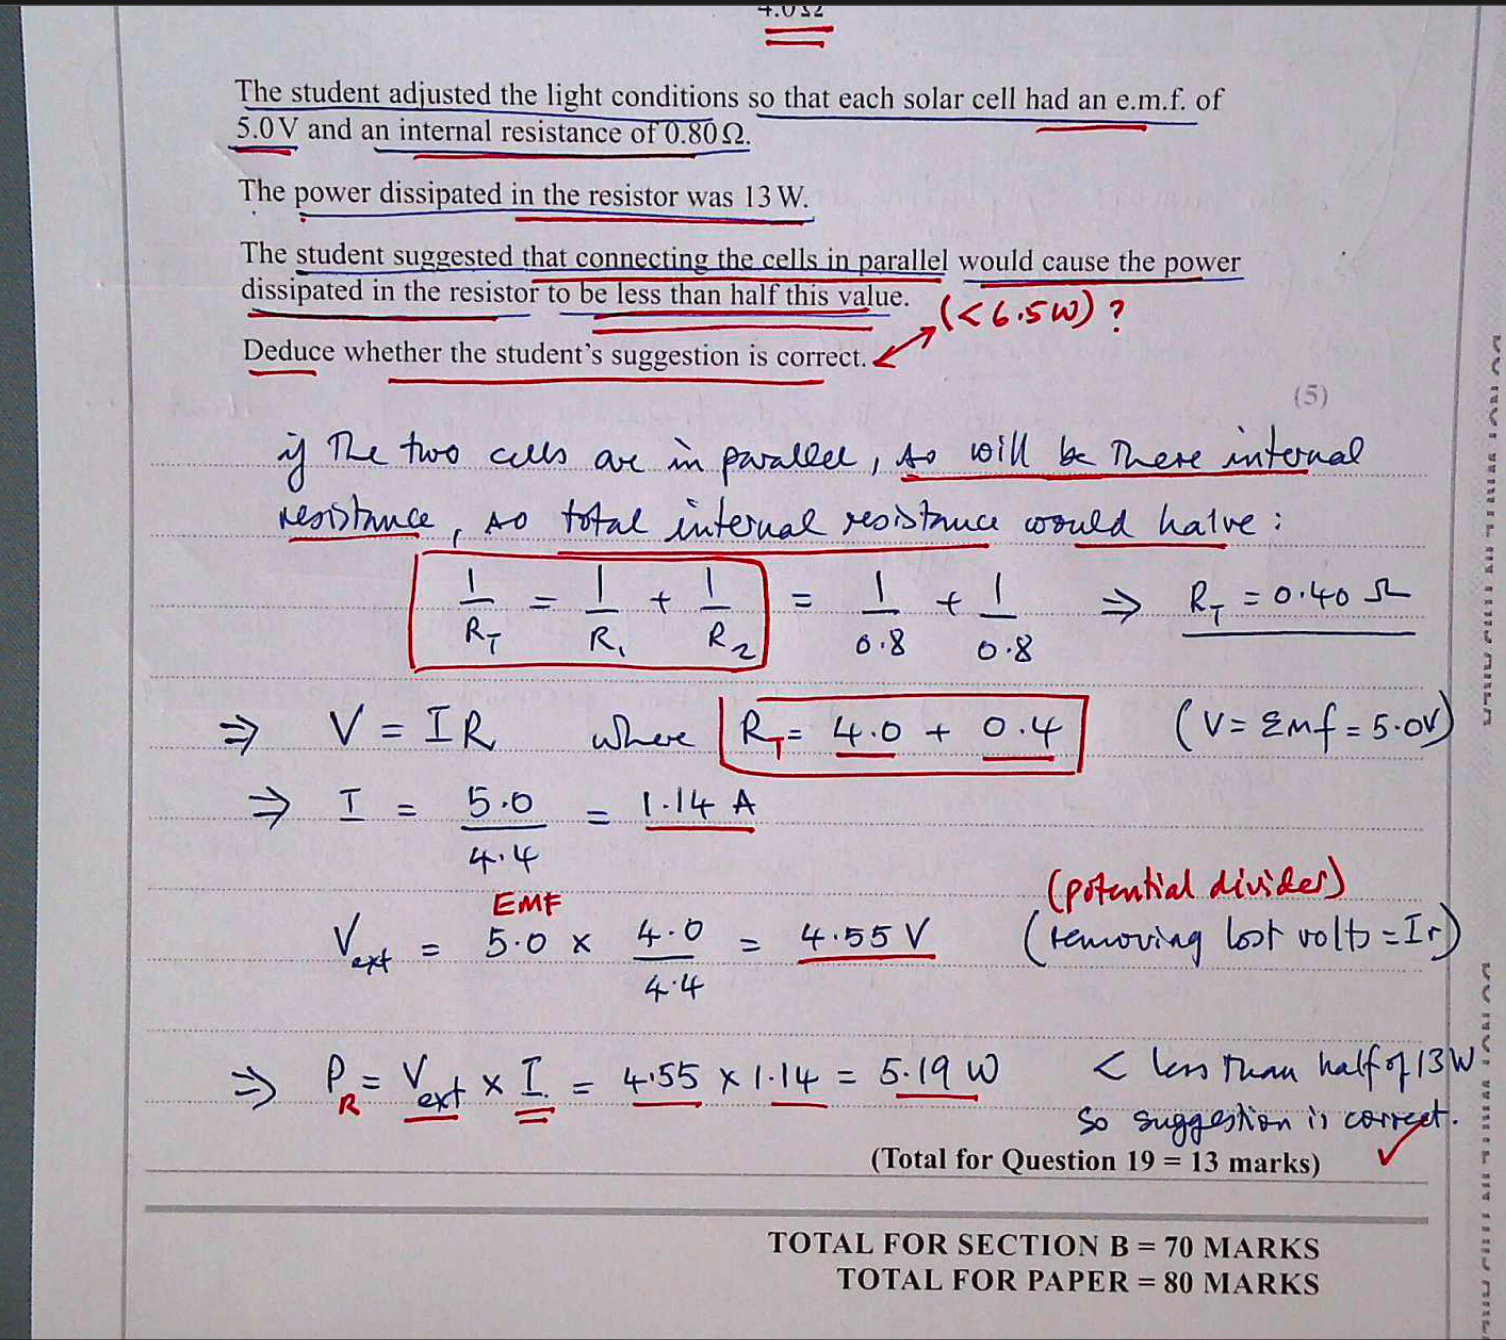 4.0Ω
The student adjusted the light conditions so that each solar cell had an e.m.f. of
5.0 V and an internal resistance of 0.80 Ω.
The power dissipated in the resistor was 13 W.
The student suggested that connecting the cells in parallel would cause the power
dissipated in the resistor to be less than half this value.
(<6.5W)?
Deduce whether the student's suggestion is correct.
(5)
if the two cells are in parallel, so will be there internal
resistance, so total internal resistance would halve:
1/R_T = 1/R_1 + 1/R_2 = 1/0.8 + 1/0.8 ⇒ R_T = 0.40 Ω
⇒ V = IR where R_T = 4.0 + 0.4 (V = Emf = 5.0V)
⇒ I = 5.0/4.4 = 1.14 A
(potential divider)
EMF
V_ext = 5.0 × 4.0/4.4 = 4.55 V (removing lost volts = Ir)
⇒ P_R = V_ext × I = 4.55 × 1.14 = 5.19 W < less than half of 13W
so suggestion is correct. ✓
(Total for Question 19 = 13 marks)
TOTAL FOR SECTION B = 70 MARKS
TOTAL FOR PAPER = 80 MARKS